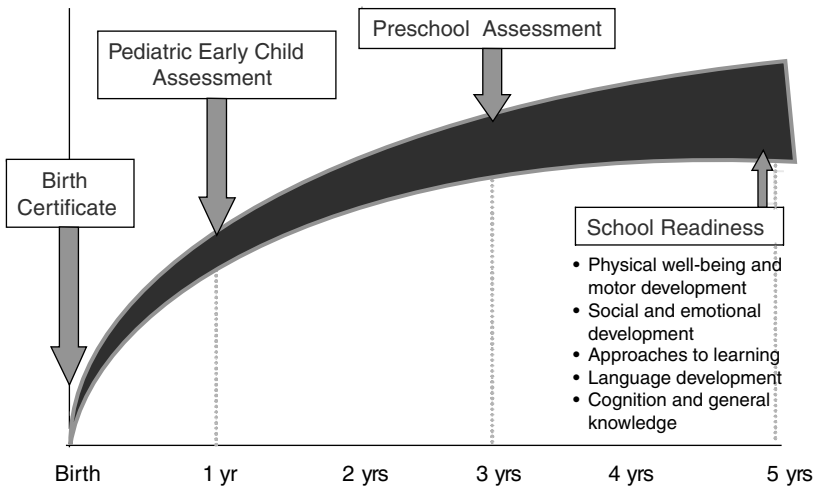 Preschool Assessment
Pediatric Early Child
Assessment
Birth
Certificate
School Readiness
• Physical well-being and
motor development
• Social and emotional
development
• Approaches to learning
• Language development
• Cognition and general
knowledge
Birth 1 yr 2 yrs 3 yrs 4 yrs 5 yrs